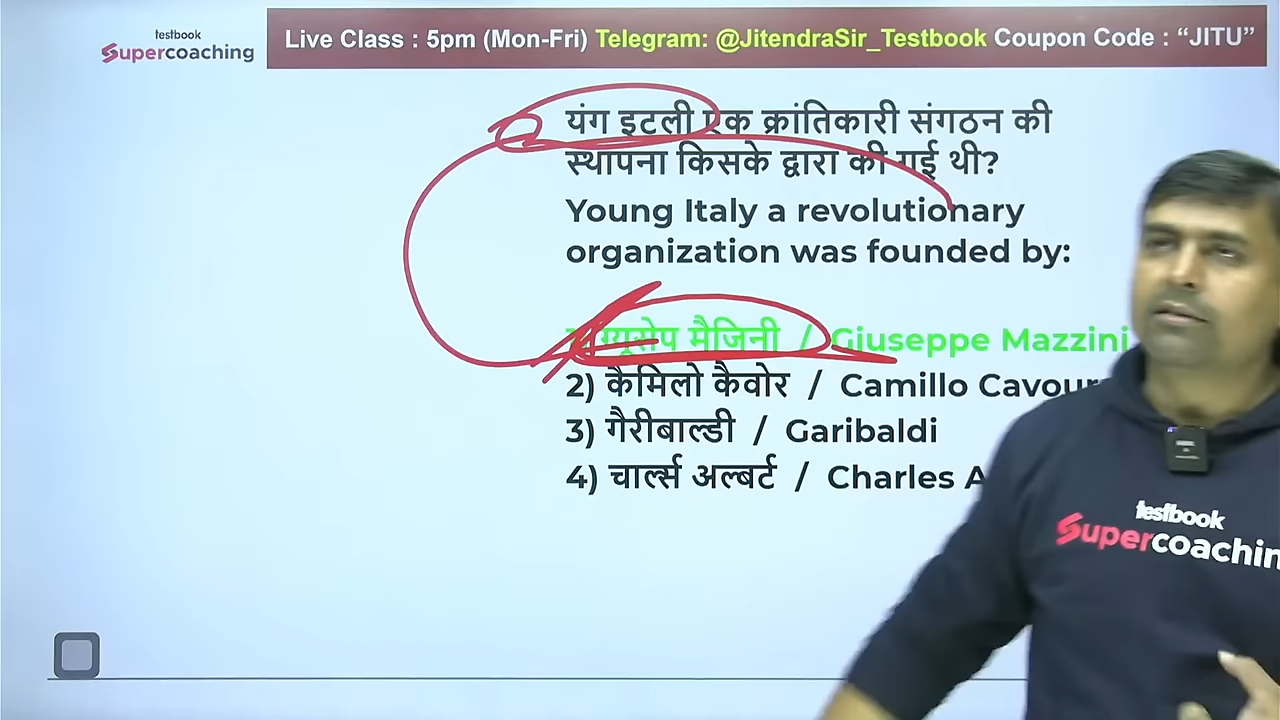 testbook
Supercoaching
Live Class : 5pm (Mon-Fri) Telegram: @JitendraSir_Testbook Coupon Code : “JITU”
यंग इटली एक क्रांतिकारी संगठन की
स्थापना किसके द्वारा की गई थी?
Young Italy a revolutionary
organization was founded by:
मैजिनी / Giuseppe Mazzini
2) कैमिलो कैवोर / Camillo Cavour
3) गैरीबाल्डी / Garibaldi
4) चार्ल्स अल्बर्ट / Charles A
testbook
Supercoachin